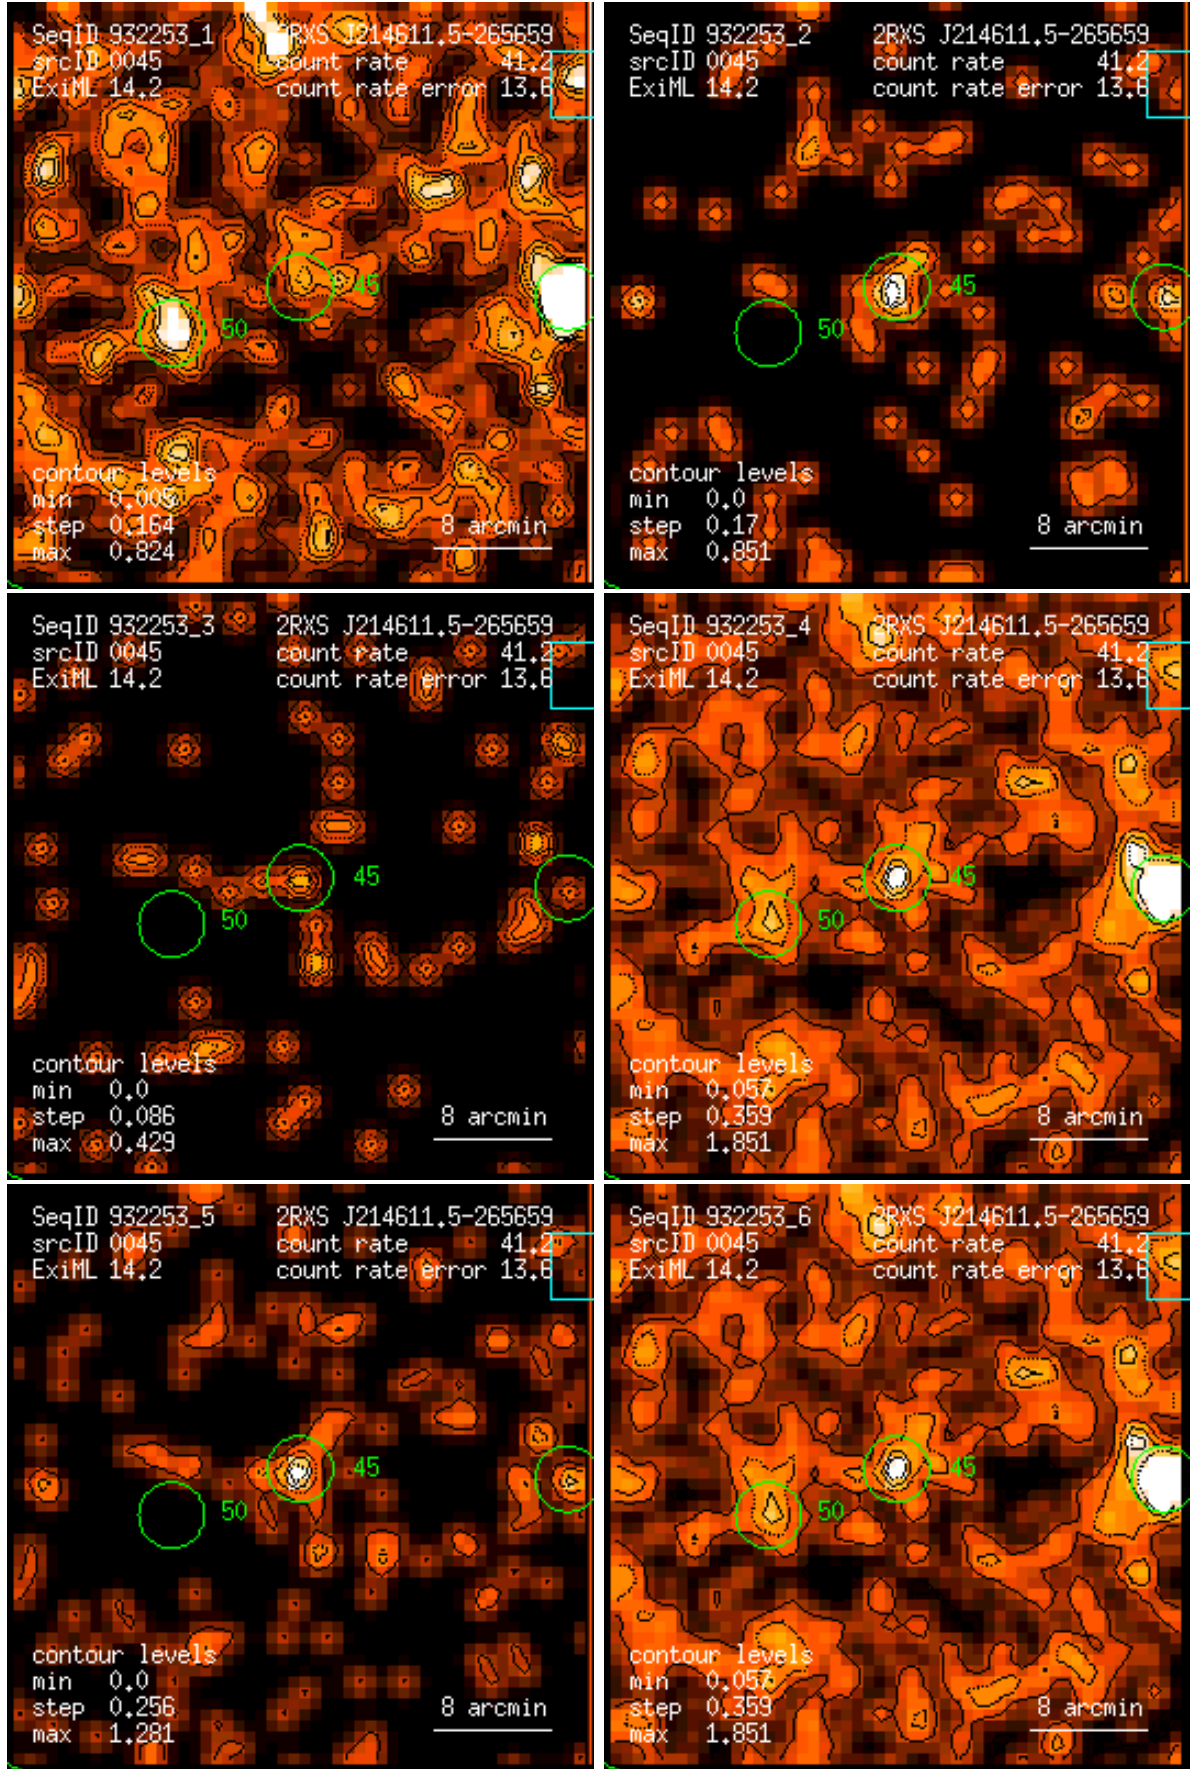 SeqID 932253_1 2RXS J214611.5-265659
srcID 0045 count rate 41.2
ExiML 14.2 count rate error 13.6
45
50
contour levels
min 0.005
step 0.164 8 arcmin
max 0.824
SeqID 932253_2 2RXS J214611.5-265659
srcID 0045 count rate 41.2
ExiML 14.2 count rate error 13.6
45
50
contour levels
min 0.0
step 0.17 8 arcmin
max 0.851
SeqID 932253_3 2RXS J214611.5-265659
srcID 0045 count rate 41.2
ExiML 14.2 count rate error 13.6
45
50
contour levels
min 0.0
step 0.086 8 arcmin
max 0.429
SeqID 932253_4 2RXS J214611.5-265659
srcID 0045 count rate 41.2
ExiML 14.2 count rate error 13.6
45
50
contour levels
min 0.057
step 0.359 8 arcmin
max 1.851
SeqID 932253_5 2RXS J214611.5-265659
srcID 0045 count rate 41.2
ExiML 14.2 count rate error 13.6
45
50
contour levels
min 0.0
step 0.256 8 arcmin
max 1.281
SeqID 932253_6 2RXS J214611.5-265659
srcID 0045 count rate 41.2
ExiML 14.2 count rate error 13.6
45
50
contour levels
min 0.057
step 0.359 8 arcmin
max 1.851